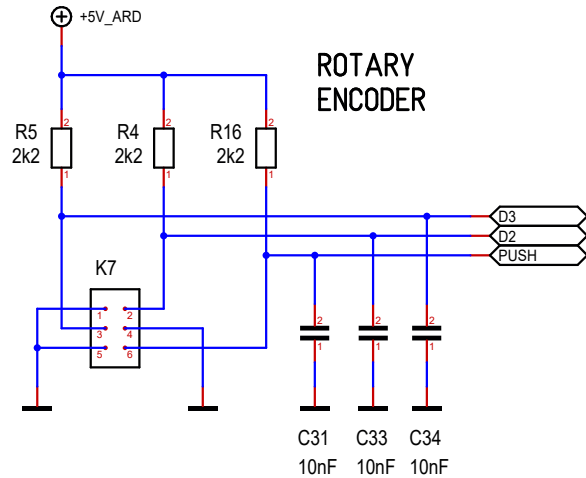 +5V_ARD
ROTARY
ENCODER
2
2
2
R5
R4
R16
2k2
2k2
2k2
1
1
1
D3
D2
PUSH
K7
1
2
3
4
5
6
2
2
2
1
1
1
C31
C33
C34
10nF
10nF
10nF